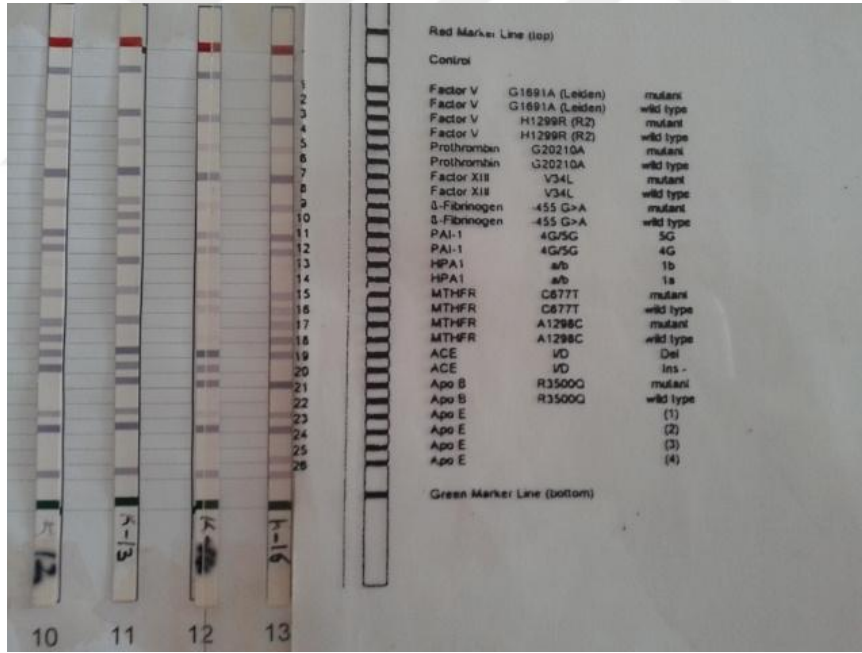 Red Marker Line (top)
Control
Factor V G1691A (Leiden) mutant
Factor V G1691A (Leiden) wild type
Factor V H1299R (R2) mutant
Factor V H1299R (R2) wild type
Prothrombin G20210A mutant
Prothrombin G20210A wild type
Factor XIII V34L mutant
Factor XIII V34L wild type
ß-Fibrinogen -455 G>A mutant
ß-Fibrinogen -455 G>A wild type
PAI-1 4G/5G 5G
PAI-1 4G/5G 4G
HPA1 a/b 1b
HPA1 a/b 1a
MTHFR C677T mutant
MTHFR C677T wild type
MTHFR A1298C mutant
MTHFR A1298C wild type
ACE I/D Del
ACE I/D Ins -
Apo B R3500Q mutant
Apo B R3500Q wild type
Apo E (1)
Apo E (2)
Apo E (3)
Apo E (4)
Green Marker Line (bottom)
1
2
3
4
5
6
7
8
9
10
11
12
13
14
15
16
17
18
19
20
21
22
23
24
25
26
12
K-13
K-16
10 11 12 13